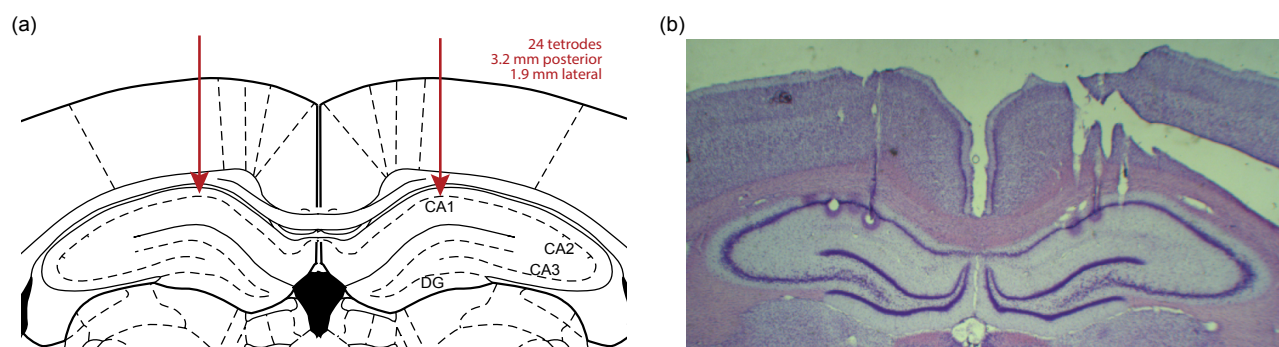 (a)
24 tetrodes
3.2 mm posterior
1.9 mm lateral
CA1
CA2
CA3
DG
(b)